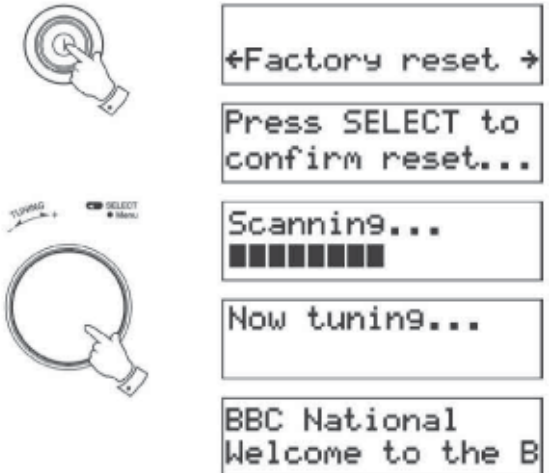 ←Factory reset →
Press SELECT to
confirm reset...
TUNING - +
SELECT
● Menu
Scanning...
Now tuning...
BBC National
Welcome to the B